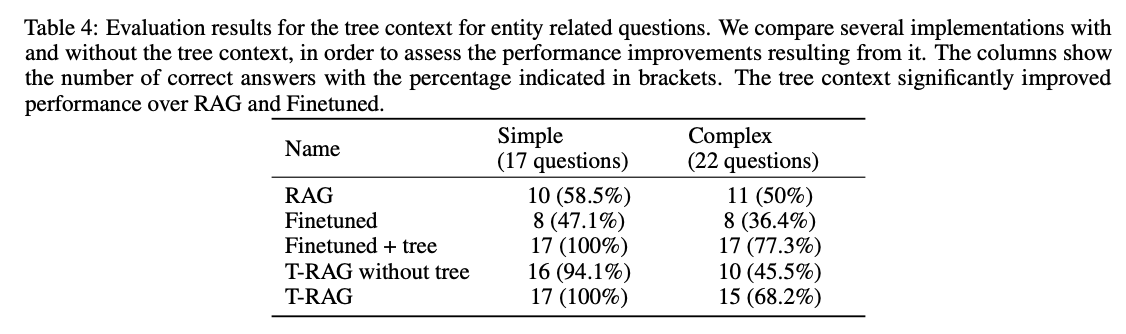 Table 4: Evaluation results for the tree context for entity related questions. We compare several implementations with
and without the tree context, in order to assess the performance improvements resulting from it. The columns show
the number of correct answers with the percentage indicated in brackets. The tree context significantly improved
performance over RAG and Finetuned.
Name Simple (17 questions) Complex (22 questions)
RAG 10 (58.5%) 11 (50%)
Finetuned 8 (47.1%) 8 (36.4%)
Finetuned + tree 17 (100%) 17 (77.3%)
T-RAG without tree 16 (94.1%) 10 (45.5%)
T-RAG 17 (100%) 15 (68.2%)